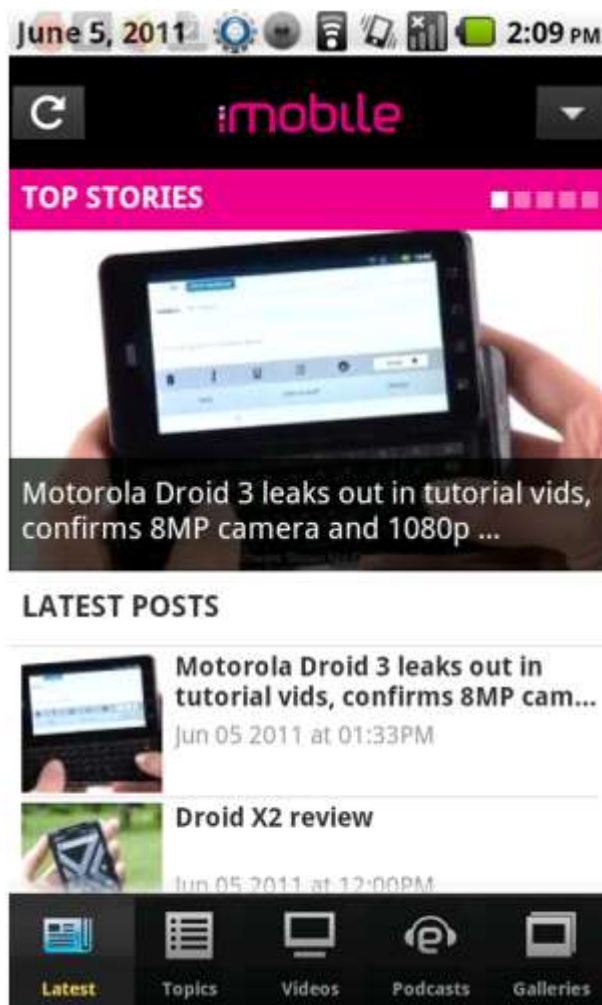 June 5, 2011 2:09 PM
imobile
TOP STORIES
Motorola Droid 3 leaks out in tutorial vids,
confirms 8MP camera and 1080p ...
LATEST POSTS
Motorola Droid 3 leaks out in
tutorial vids, confirms 8MP cam...
Jun 05 2011 at 01:33PM
Droid X2 review
Jun 05 2011 at 12:00PM
Latest Topics Videos Podcasts Galleries